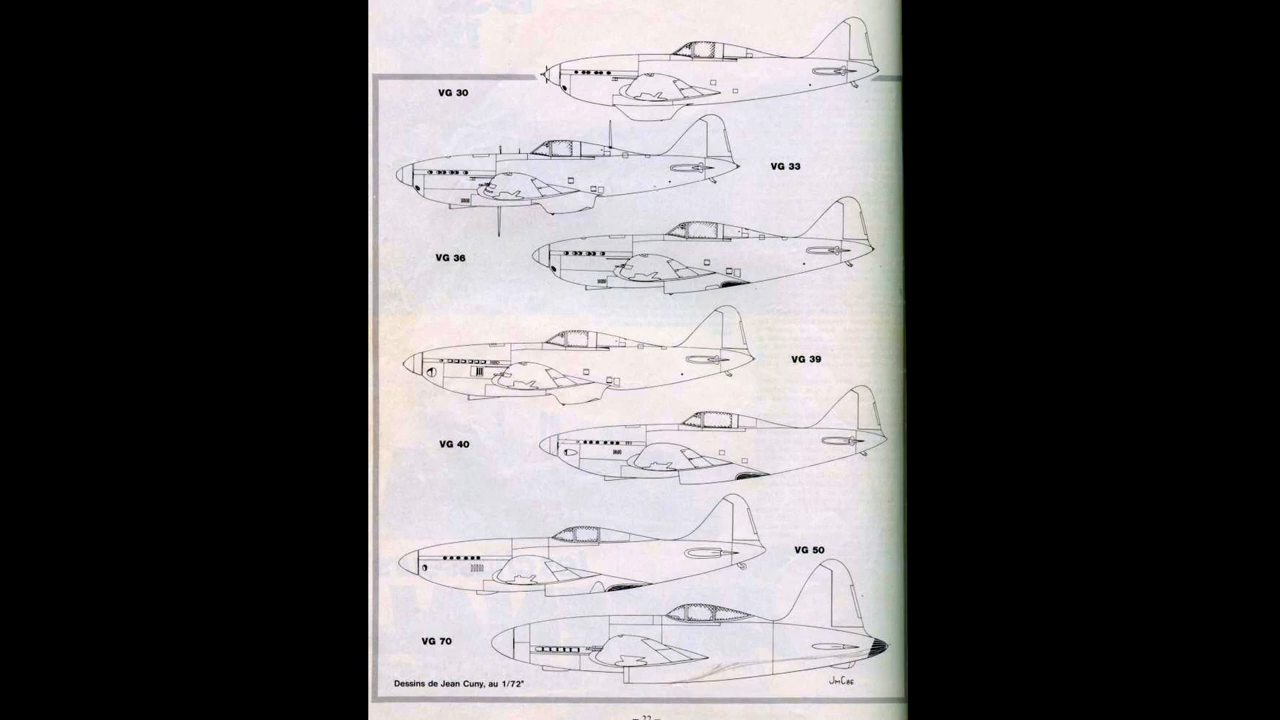 VG 30
VG 33
VG 36
VG 39
VG 40
VG 50
VG 70
Dessins de Jean Cuny, au 1/72°